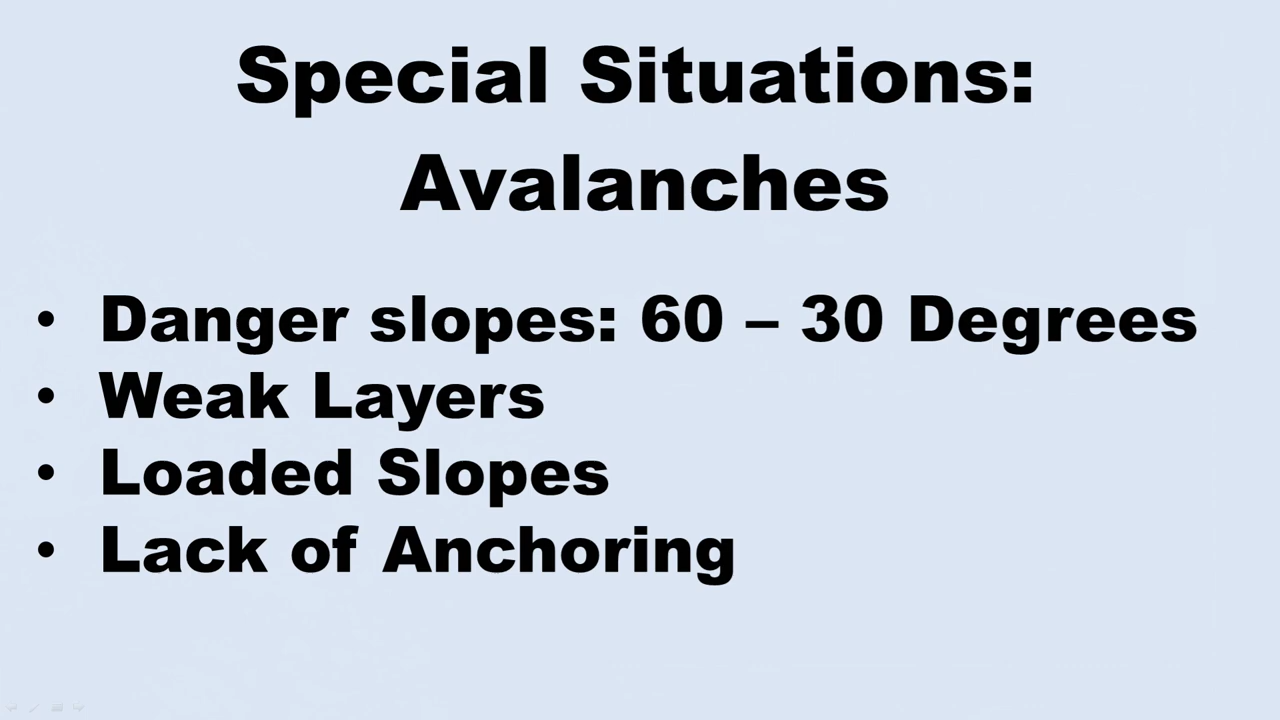 Special Situations:
Avalanches
• Danger slopes: 60 – 30 Degrees
• Weak Layers
• Loaded Slopes
• Lack of Anchoring